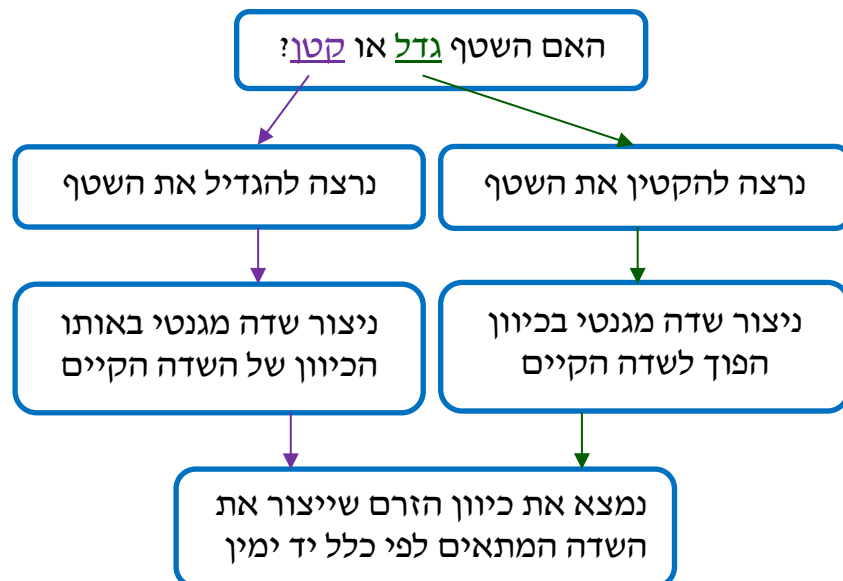 האם השטף גדל או קטן?
נרצה להקטין את השטף
נרצה להגדיל את השטף
ניצור שדה מגנטי בכיוון
הפוך לשדה הקיים
ניצור שדה מגנטי באותו
הכיוון של השדה הקיים
נמצא את כיוון הזרם שייצור את
השדה המתאים לפי כלל יד ימין